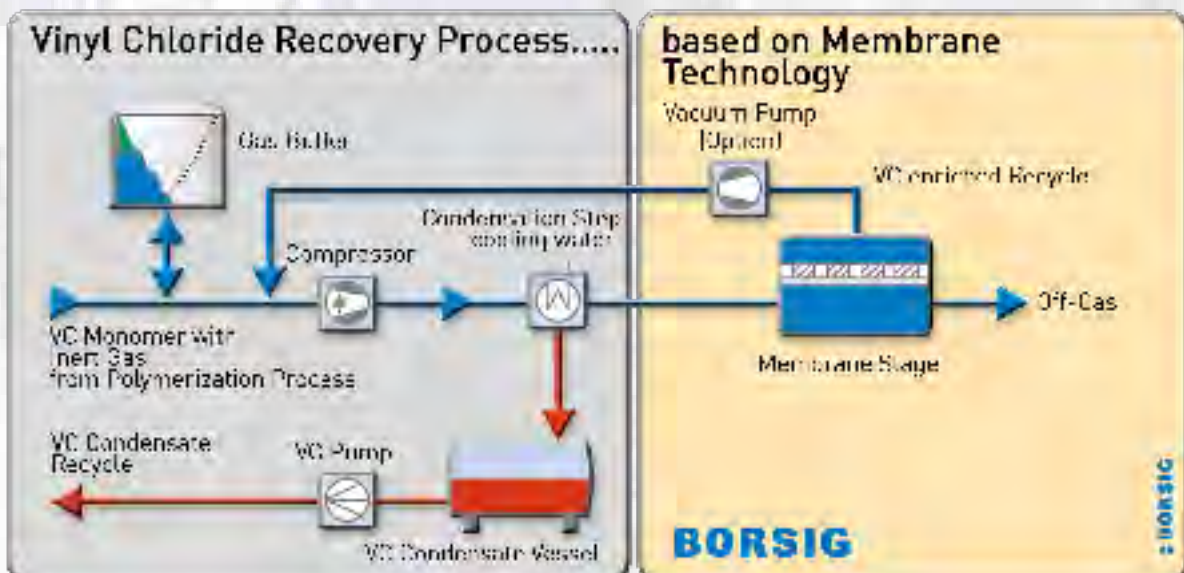 Vinyl Chloride Recovery Process.....
based on Membrane
Technology
Vacuum Pump
(Option)
Gas Buffer
VC enriched Recycle
Condensation Step
cooling water
Compressor
Off-Gas
VC Monomer with
Inert Gas
from Polymerization Process
Membrane Stage
VC Condensate
Recycle
VC Pump
VC Condensate Vessel
BORSIG
BORSIG